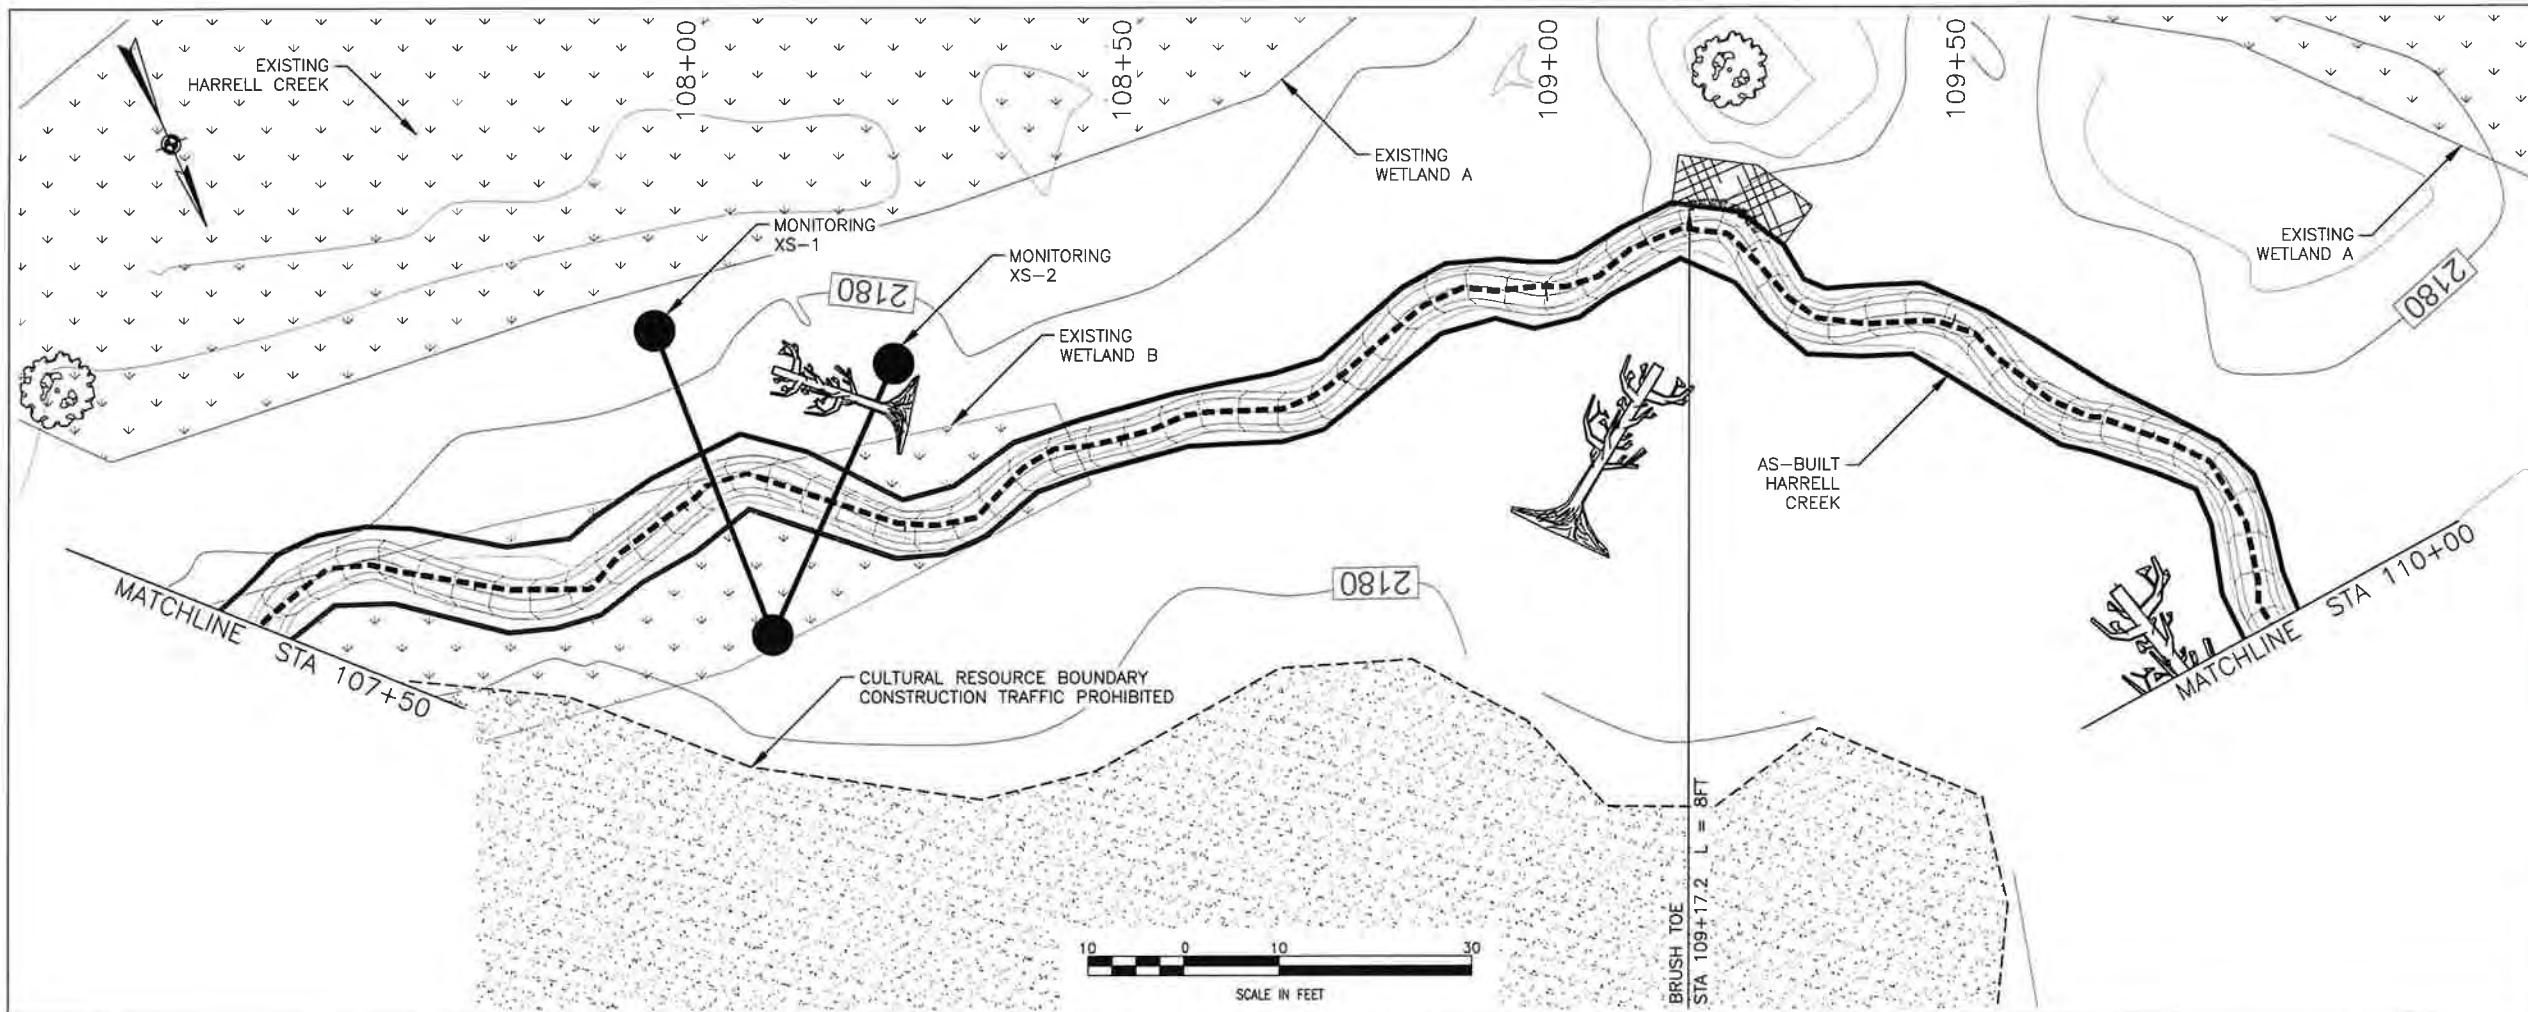 EXISTING
HARRELL CREEK
108+00
108+50
109+00
109+50
EXISTING
WETLAND A
MONITORING
XS-1
MONITORING
XS-2
2180
EXISTING
WETLAND B
EXISTING
WETLAND A
2180
AS-BUILT
HARRELL
CREEK
2180
MATCHLINE STA 107+50
MATCHLINE STA 110+00
CULTURAL RESOURCE BOUNDARY
CONSTRUCTION TRAFFIC PROHIBITED
BRUSH TOE
STA 109+17.2 L = 8FT
10 0 10 30
SCALE IN FEET